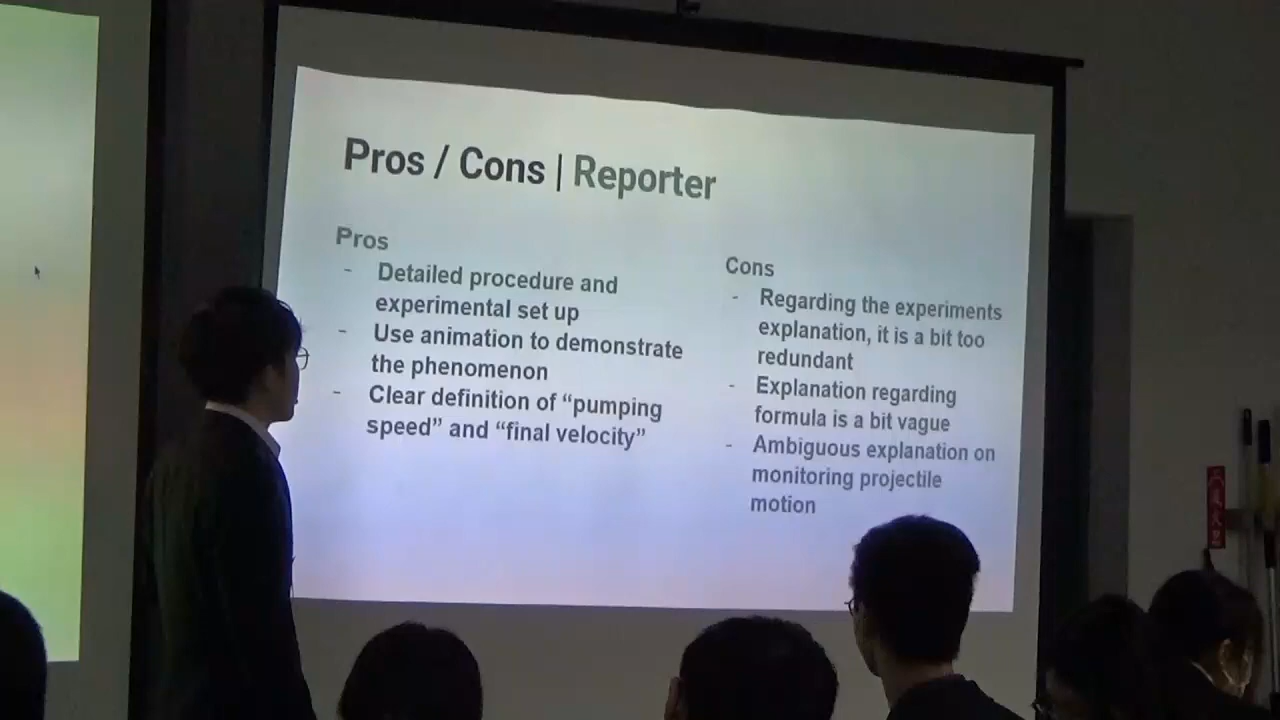 Pros / Cons | Reporter
Pros
- Detailed procedure and
experimental set up
- Use animation to demonstrate
the phenomenon
- Clear definition of “pumping
speed” and “final velocity”
Cons
- Regarding the experiments
explanation, it is a bit too
redundant
- Explanation regarding
formula is a bit vague
- Ambiguous explanation on
monitoring projectile
motion